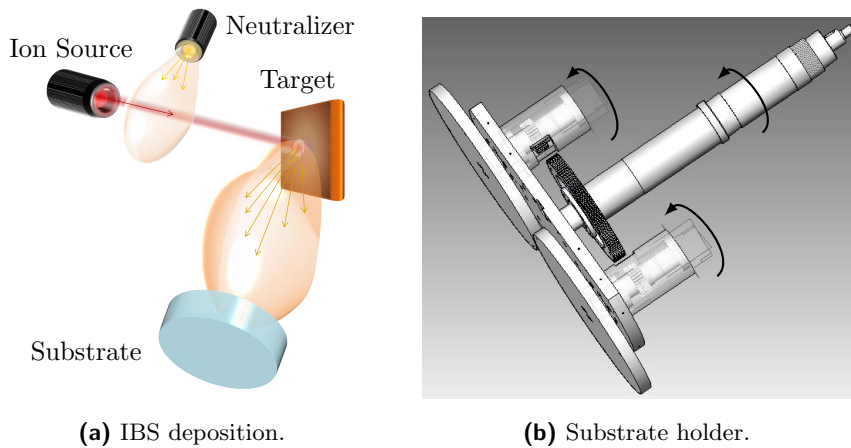 Neutralizer
Ion Source
Target
Substrate
(a) IBS deposition.
(b) Substrate holder.